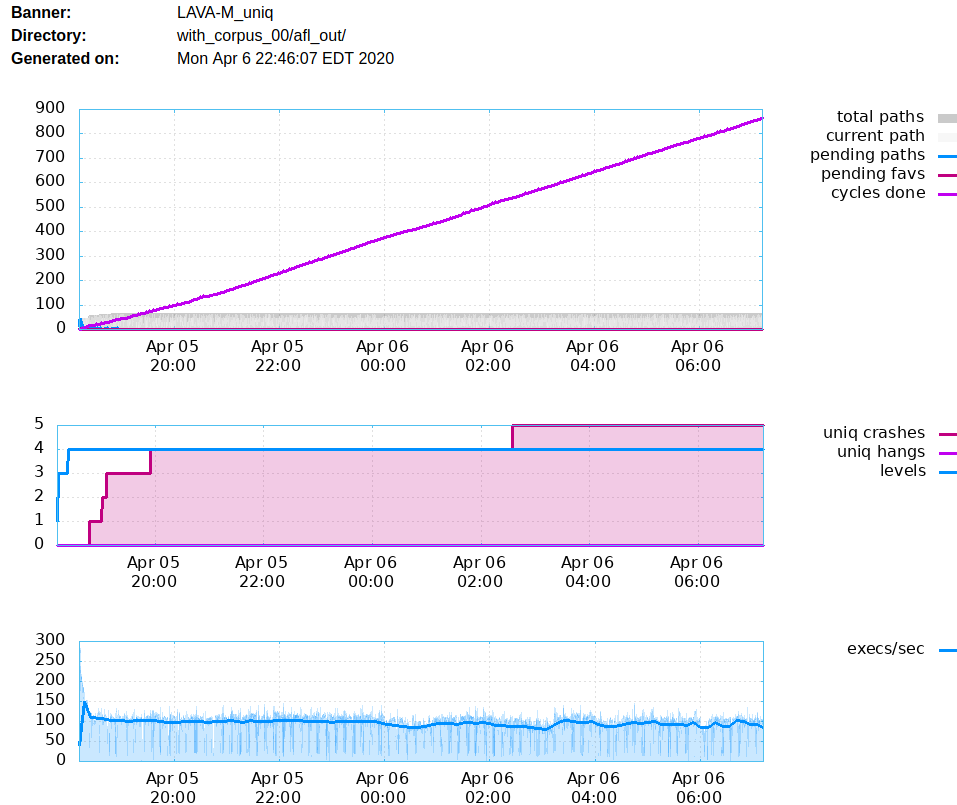 Banner: LAVA-M_uniq
Directory: with_corpus_00/afl_out/
Generated on: Mon Apr 6 22:46:07 EDT 2020
900
800
700
600
500
400
300
200
100
0
Apr 05 20:00
Apr 05 22:00
Apr 06 00:00
Apr 06 02:00
Apr 06 04:00
Apr 06 06:00
total paths
current path
pending paths
pending favs
cycles done
5
4
3
2
1
0
Apr 05 20:00
Apr 05 22:00
Apr 06 00:00
Apr 06 02:00
Apr 06 04:00
Apr 06 06:00
uniq crashes
uniq hangs
levels
300
250
200
150
100
50
0
Apr 05 20:00
Apr 05 22:00
Apr 06 00:00
Apr 06 02:00
Apr 06 04:00
Apr 06 06:00
execs/sec